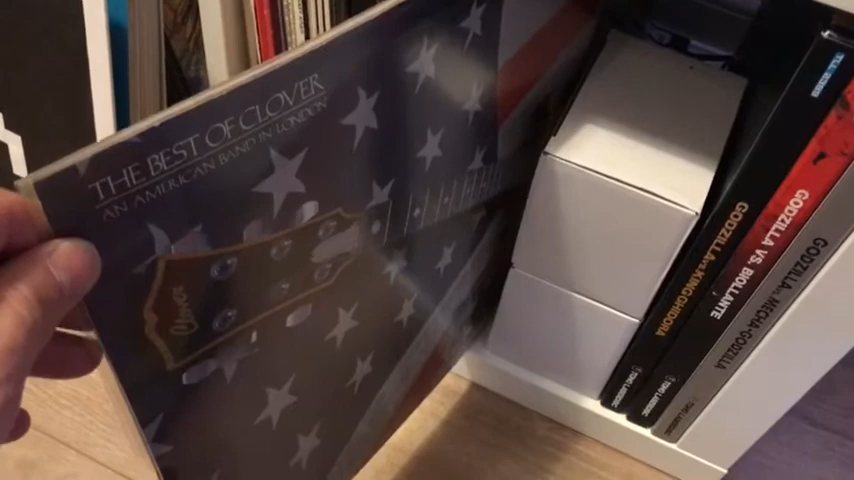 THE BEST OF CLOVER
AN AMERICAN BAND IN LONDON
Clover
GODZILLA VS. KING GHIDORA
GODZILLA VS. BIOLLANTE
GODZILLA VS. MECHA-GODZILLA